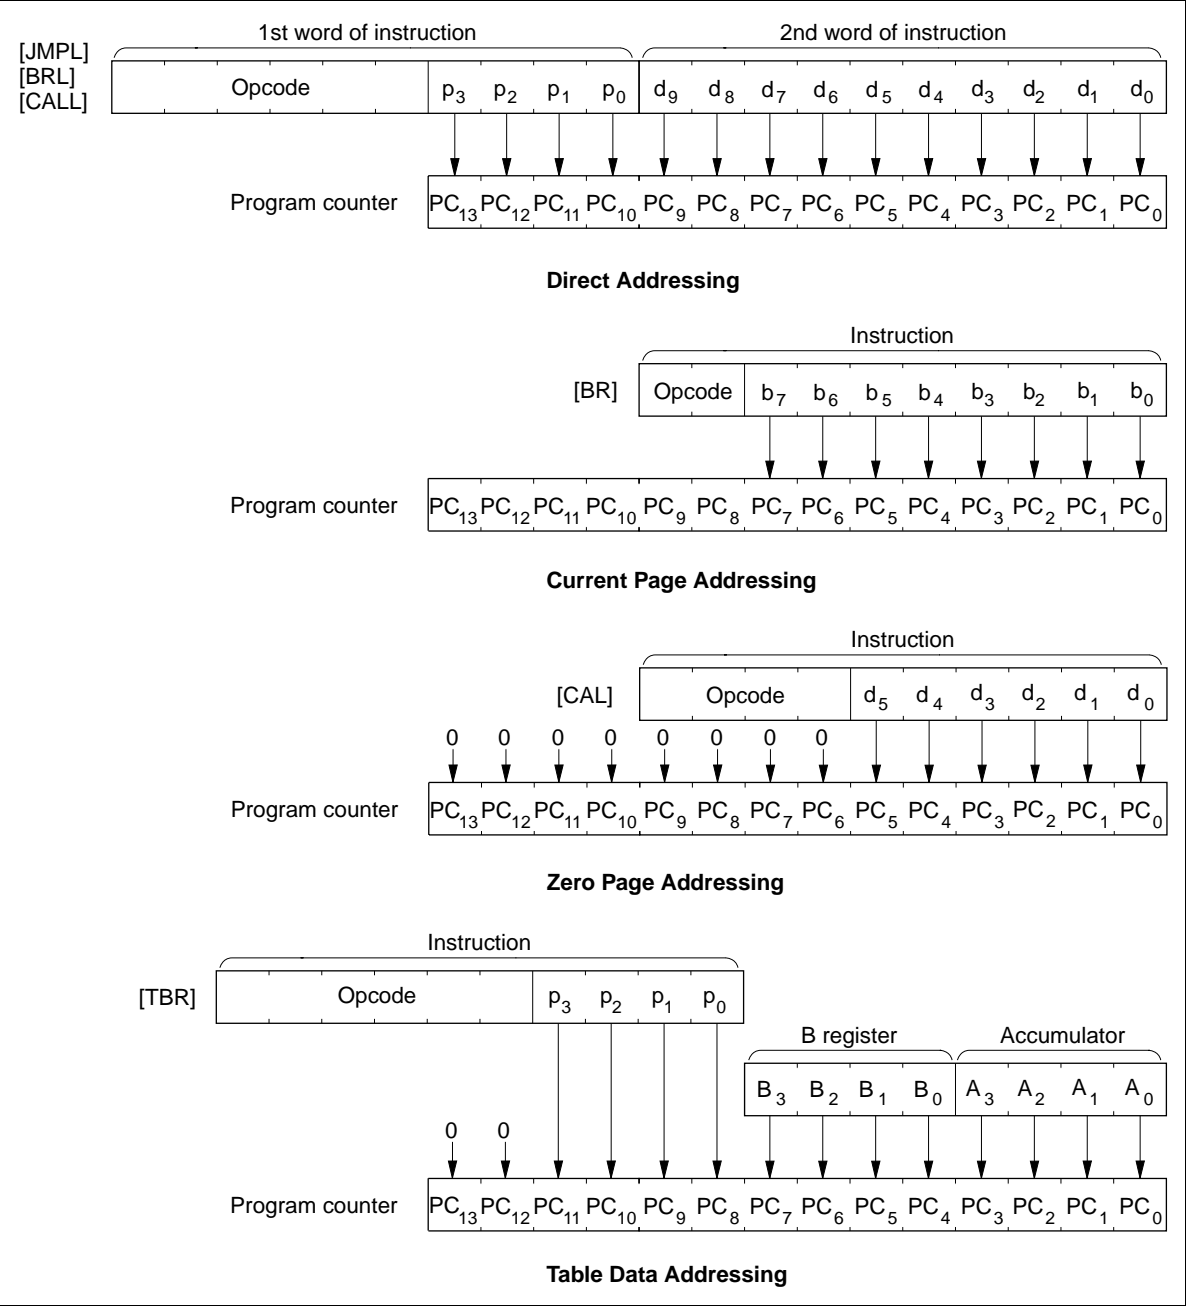 1st word of instruction 2nd word of instruction
[JMPL]
[BRL]
[CALL]
Opcode p3 p2 p1 p0 d9 d8 d7 d6 d5 d4 d3 d2 d1 d0
Program counter PC13 PC12 PC11 PC10 PC9 PC8 PC7 PC6 PC5 PC4 PC3 PC2 PC1 PC0
Direct Addressing
Instruction
[BR] Opcode b7 b6 b5 b4 b3 b2 b1 b0
Program counter PC13 PC12 PC11 PC10 PC9 PC8 PC7 PC6 PC5 PC4 PC3 PC2 PC1 PC0
Current Page Addressing
Instruction
[CAL] Opcode d5 d4 d3 d2 d1 d0
0 0 0 0 0 0 0 0
Program counter PC13 PC12 PC11 PC10 PC9 PC8 PC7 PC6 PC5 PC4 PC3 PC2 PC1 PC0
Zero Page Addressing
Instruction
[TBR] Opcode p3 p2 p1 p0
B register Accumulator
B3 B2 B1 B0 A3 A2 A1 A0
0 0
Program counter PC13 PC12 PC11 PC10 PC9 PC8 PC7 PC6 PC5 PC4 PC3 PC2 PC1 PC0
Table Data Addressing